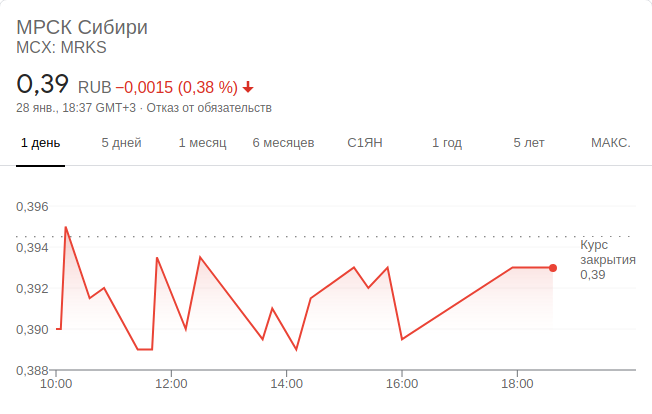 МРСК Сибири
MCX: MRKS
0,39 RUB −0,0015 (0,38 %)
28 янв., 18:37 GMT+3 · Отказ от обязательств
1 день 5 дней 1 месяц 6 месяцев С1ЯН 1 год 5 лет МАКС.
0,396
0,394
0,392
0,390
0,388
Курс
закрытия
0,39
10:00 12:00 14:00 16:00 18:00